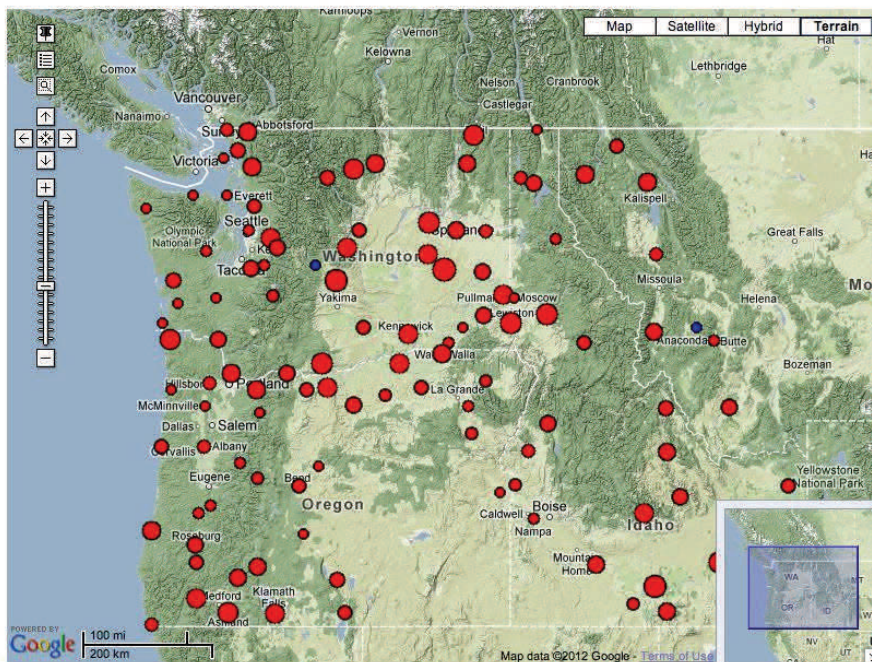 Kamloops
Vernon
Map Satellite Hybrid Terrain
Hat
Kelowna
Comox
Nelson
Cranbrook
Lethbridge
Castlegar
Vancouver
Nanaimo
Abbotsford
Victoria
Everett
Kalispell
Seattle
Olympic
National Park
Great Falls
Washington
Missoula
Helena
Yakima
Pullman
Moscow
Lewiston
Kennewick
Anaconda
Butte
Walla Walla
Bozeman
Hillsboro
Portland
La Grande
McMinnville
Dallas
Salem
Corvallis
Albany
Yellowstone
National Park
Eugene
Bend
Oregon
Caldwell
Boise
Nampa
Idaho
Roseburg
Mountain
Home
WA
MT
OR
ID
Medford
Klamath
Falls
Ashland
NV
UT
POWERED BY
Google
100 mi
200 km
Map data ©2012 Google - Terms of Use